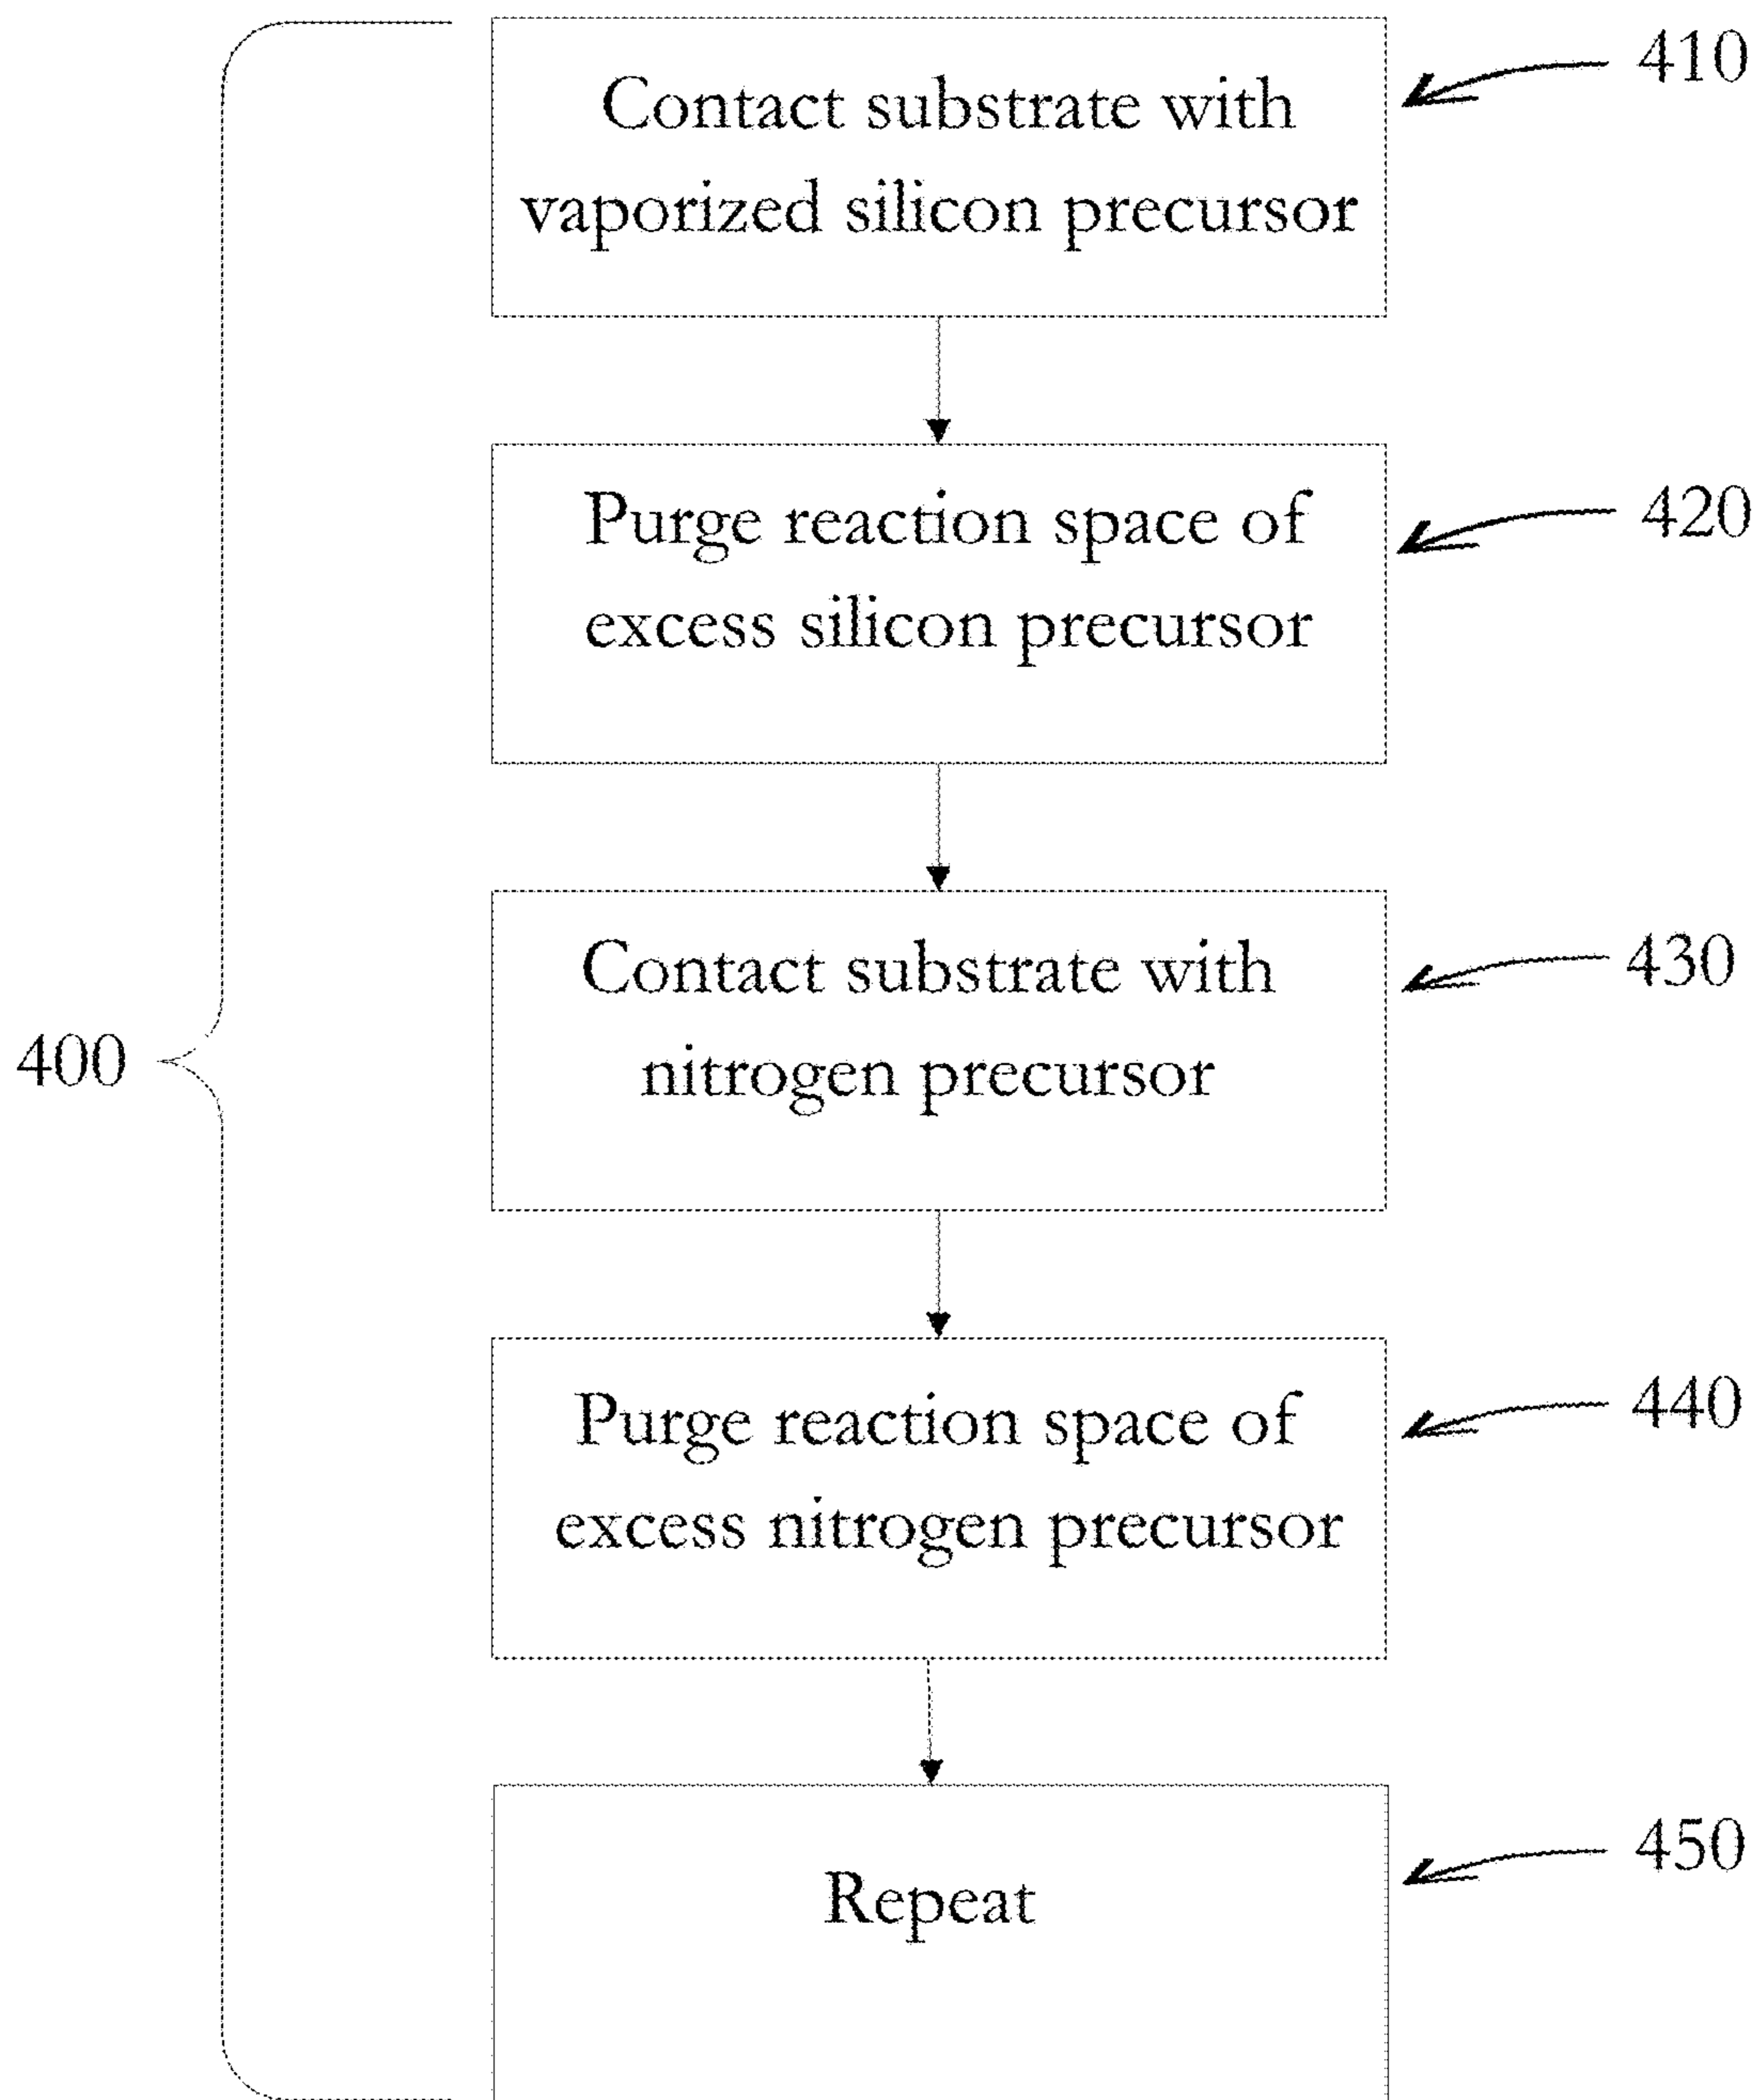 Contact substrate with
vaporized silicon precursor
410
Purge reaction space of
excess silicon precursor
420
Contact substrate with
nitrogen precursor
430
400
Purge reaction space of
excess nitrogen precursor
440
Repeat
450